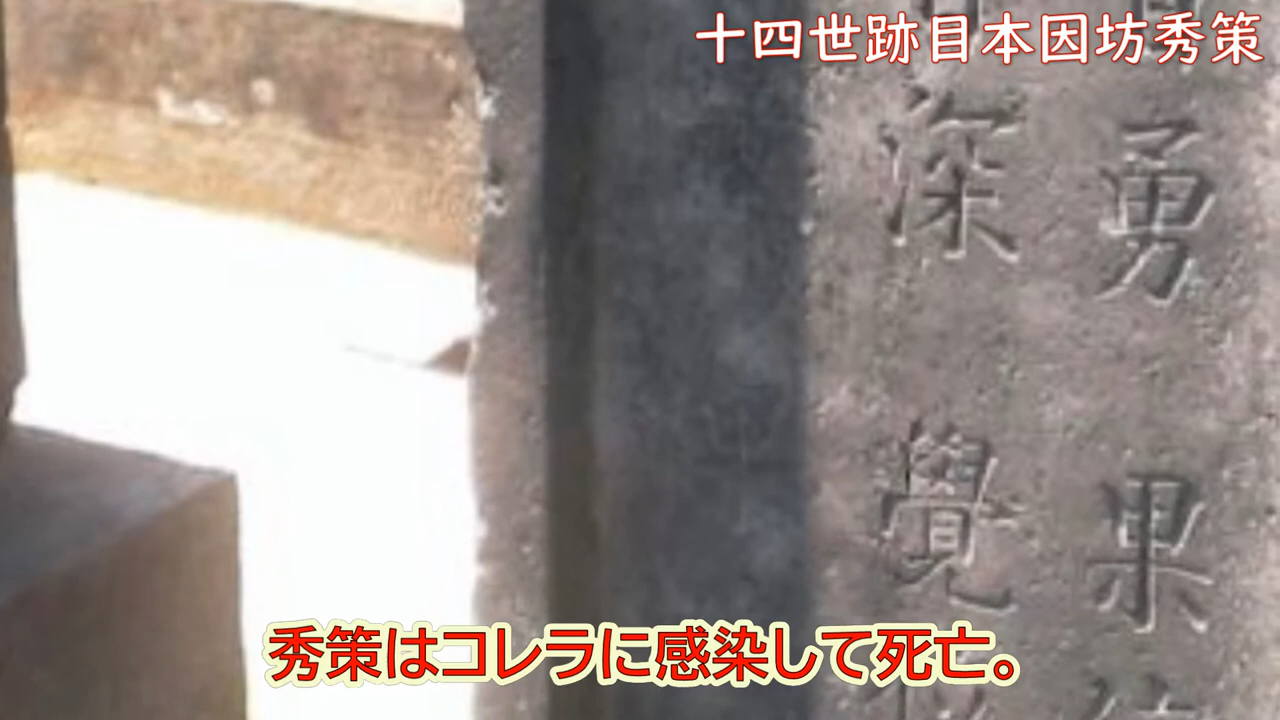 十四世跡目本因坊秀策
勇果
深覺
秀策はコレラに感染して死亡。